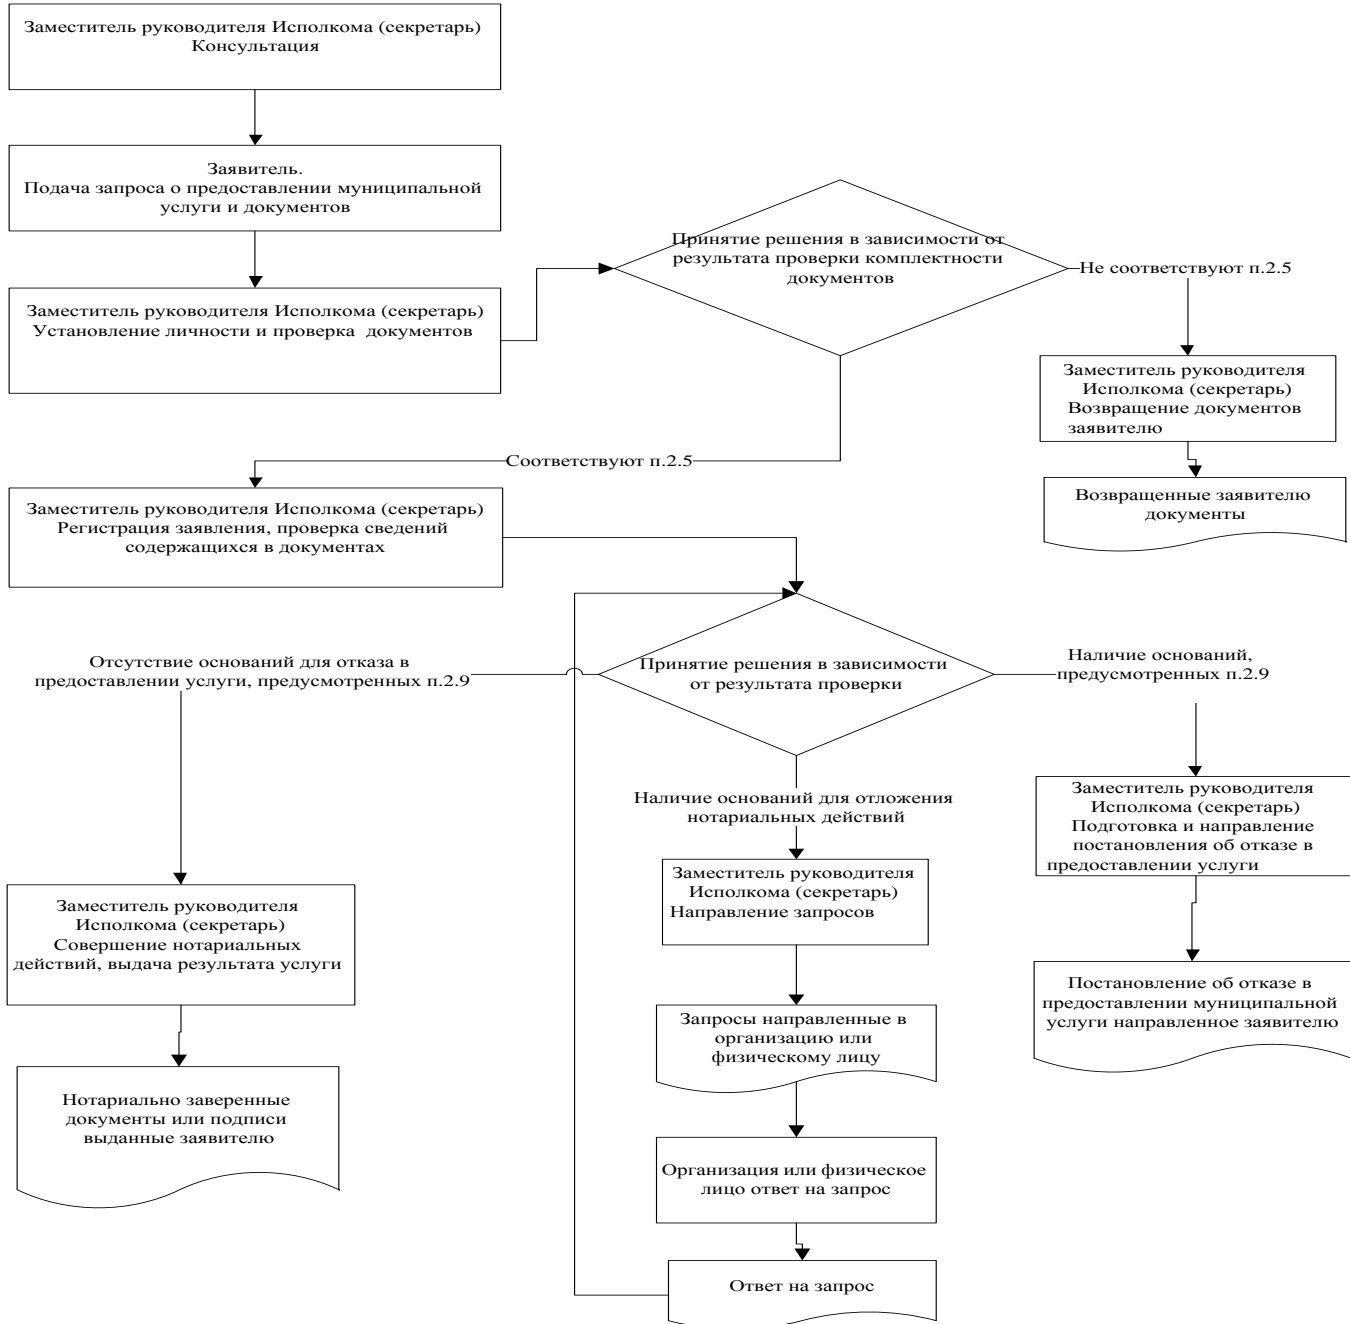 Заместитель руководителя Исполкома (секретарь)
Консультация
Заявитель.
Подача запроса о предоставлении муниципальной
услуги и документов
Заместитель руководителя Исполкома (секретарь)
Установление личности и проверка документов
Принятие решения в зависимости от
результата проверки комплектности
документов
Не соответствуют п.2.5
Заместитель руководителя
Исполкома (секретарь)
Возвращение документов
заявителю
Возвращенные заявителю
документы
Соответствуют п.2.5
Заместитель руководителя Исполкома (секретарь)
Регистрация заявления, проверка сведений
содержащихся в документах
Принятие решения в зависимости
от результата проверки
Отсутствие оснований для отказа в
предоставлении услуги, предусмотренных п.2.9
Наличие оснований,
предусмотренных п.2.9
Наличие оснований для отложения
нотариальных действий
Заместитель руководителя
Исполкома (секретарь)
Подготовка и направление
постановления об отказе в
предоставлении услуги
Заместитель руководителя
Исполкома (секретарь)
Направление запросов
Заместитель руководителя
Исполкома (секретарь)
Совершение нотариальных
действий, выдача результата услуги
Постановление об отказе в
предоставлении муниципальной
услуги направленное заявителю
Запросы направленные в
организацию или
физическому лицу
Нотариально заверенные
документы или подписи
выданные заявителю
Организация или физическое
лицо ответ на запрос
Ответ на запрос